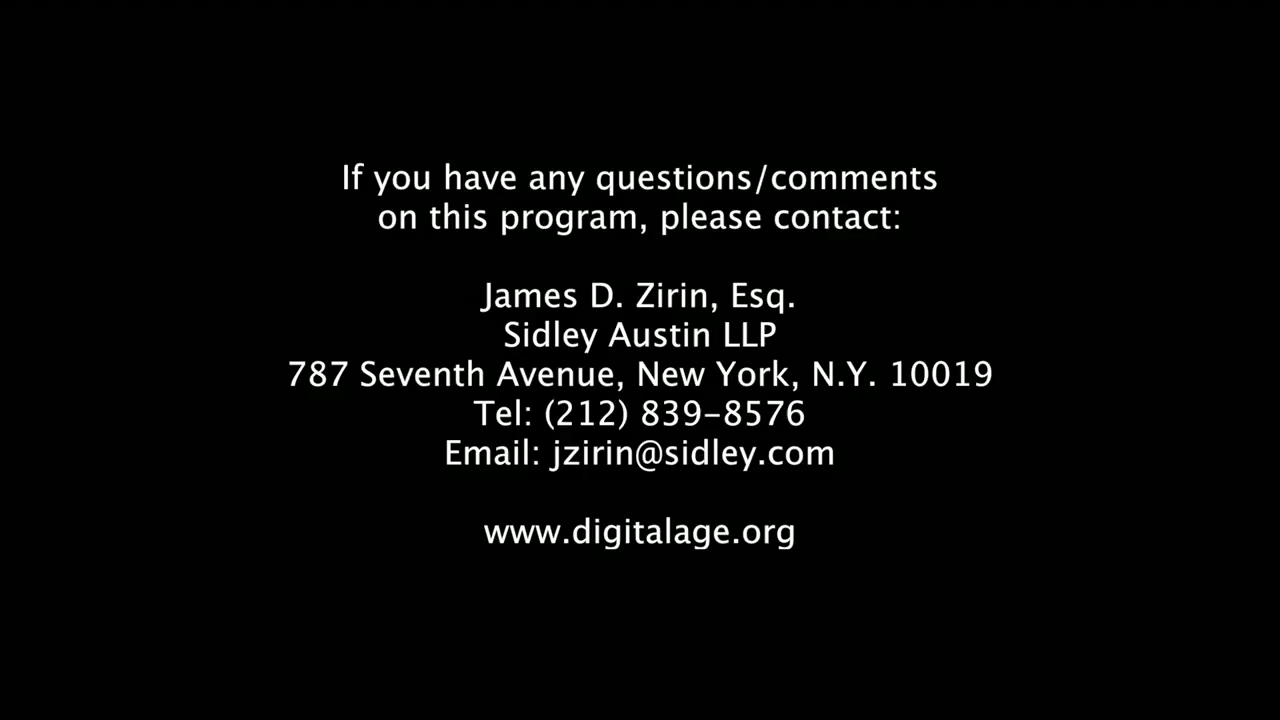 If you have any questions/comments
on this program, please contact:
James D. Zirin, Esq.
Sidley Austin LLP
787 Seventh Avenue, New York, N.Y. 10019
Tel: (212) 839–8576
Email: jzirin@sidley.com
www.digitalage.org